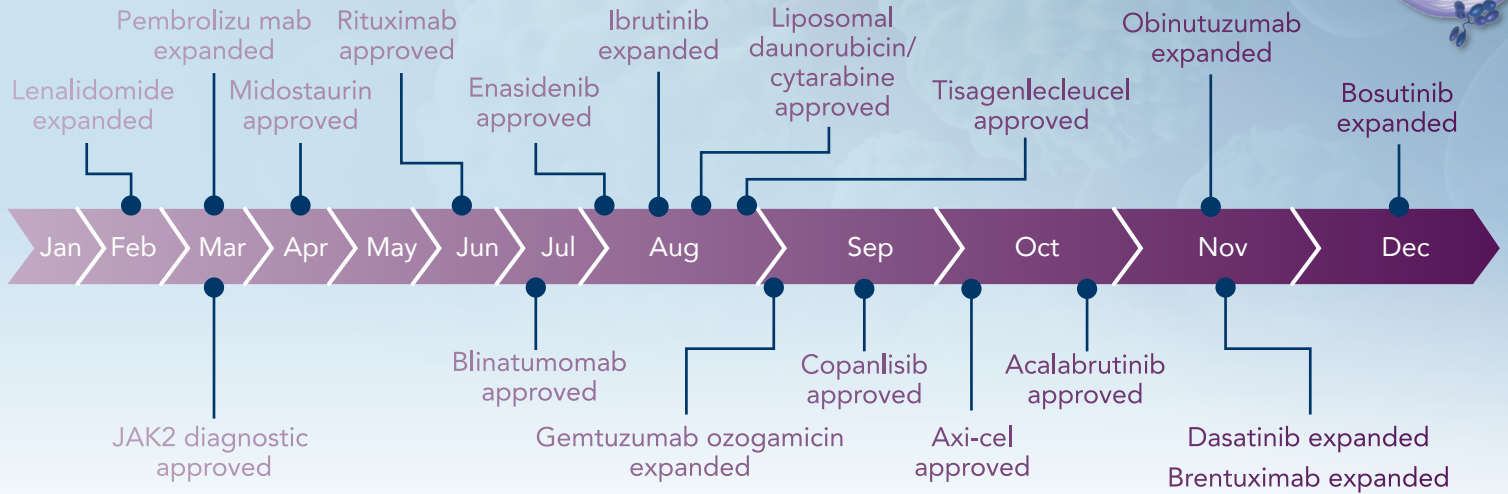 Pembrolizu mab
expanded
Rituximab
approved
Ibrutinib
expanded
Liposomal
daunorubicin/
cytarabine
approved
Obinutuzumab
expanded
Lenalidomide
expanded
Midostaurin
approved
Enasidenib
approved
Tisagenlecleucel
approved
Bosutinib
expanded
Jan
Feb
Mar
Apr
May
Jun
Jul
Aug
Sep
Oct
Nov
Dec
Blinatumomab
approved
Copanlisib
approved
Acalabrutinib
approved
JAK2 diagnostic
approved
Gemtuzumab ozogamicin
expanded
Axi-cel
approved
Dasatinib expanded
Brentuximab expanded